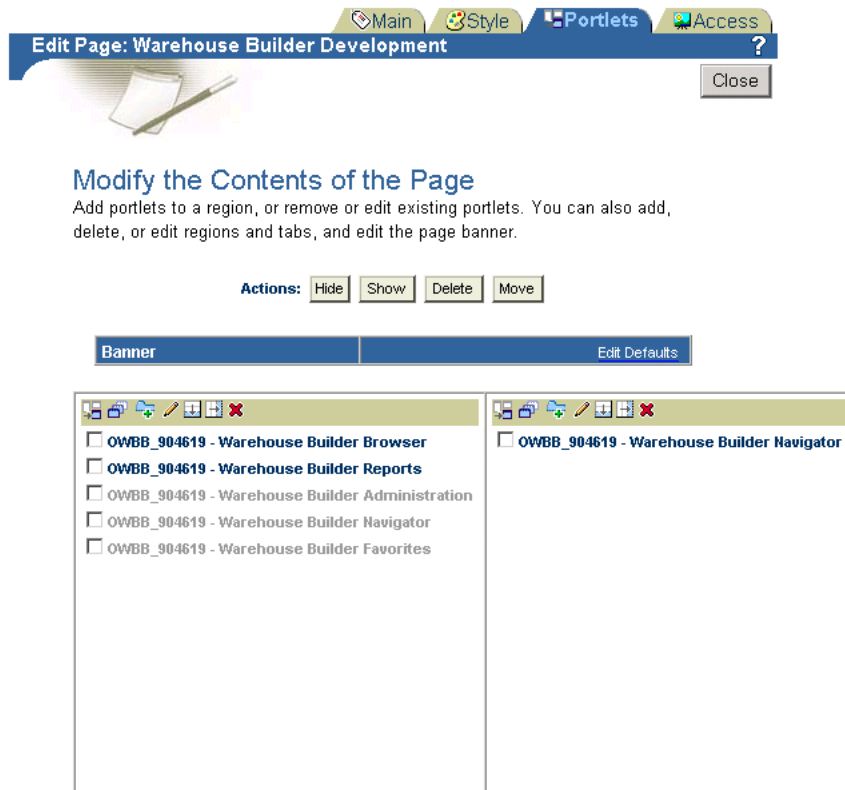 Main Style Portlets Access
Edit Page: Warehouse Builder Development ?
Close
Modify the Contents of the Page
Add portlets to a region, or remove or edit existing portlets. You can also add,
delete, or edit regions and tabs, and edit the page banner.
Actions: Hide Show Delete Move
Banner Edit Defaults
OWBB_904619 - Warehouse Builder Browser
OWBB_904619 - Warehouse Builder Reports
OWBB_904619 - Warehouse Builder Administration
OWBB_904619 - Warehouse Builder Navigator
OWBB_904619 - Warehouse Builder Favorites
OWBB_904619 - Warehouse Builder Navigator